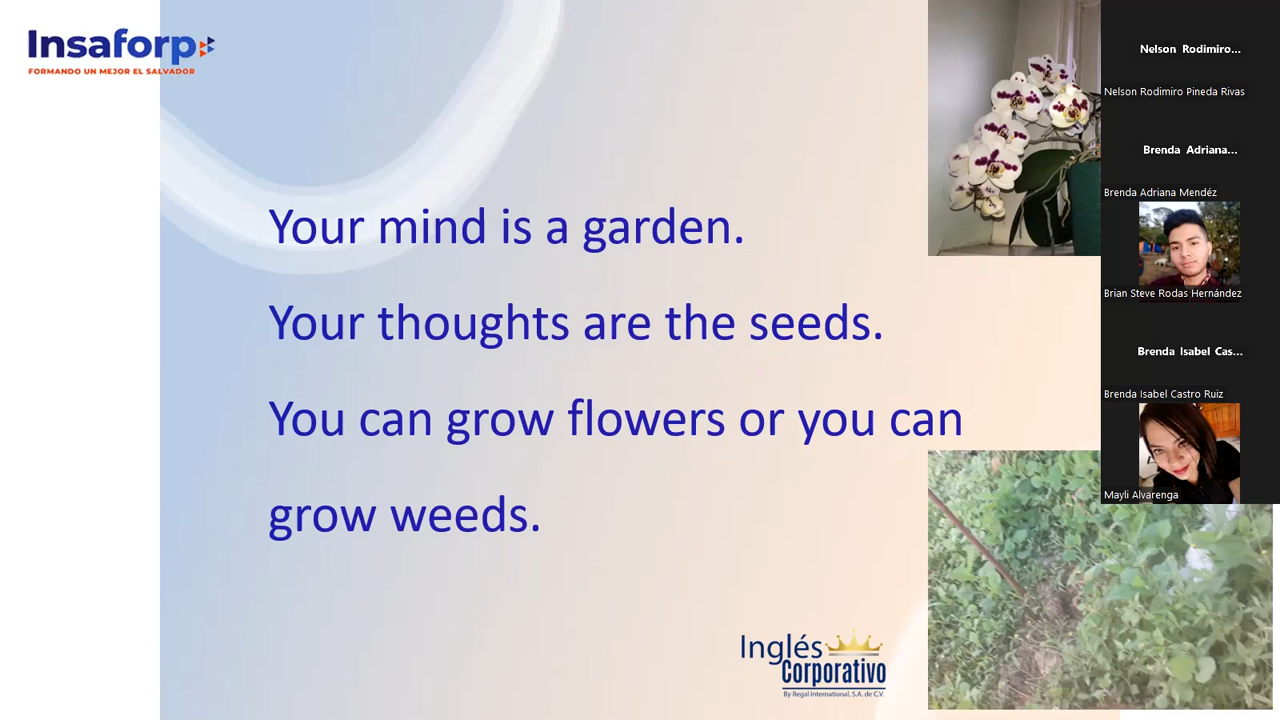 Insaforp
FORMANDO UN MEJOR EL SALVADOR
Your mind is a garden.
Your thoughts are the seeds.
You can grow flowers or you can
grow weeds.
Inglés
Corporativo
By Regal International, S.A. de C.V.
Nelson Rodimiro...
Nelson Rodimiro Pineda Rivas
Brenda Adriana...
Brenda Adriana Mendéz
Brian Steve Rodas Hernández
Brenda Isabel Cas...
Brenda Isabel Castro Ruiz
Mayli Alvarenga